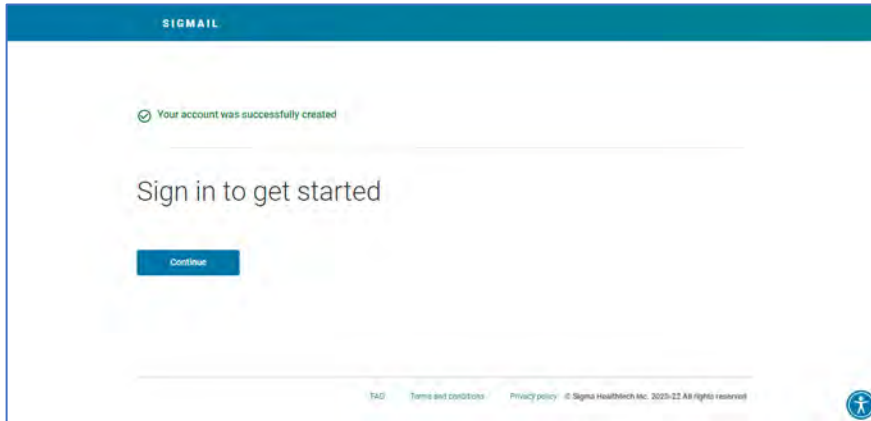 SIGMAIL
Your account was successfully created
Sign in to get started
Continue
FAQ Terms and conditions Privacy policy © Sigma Healthtech Inc. 2020-22 All rights reserved